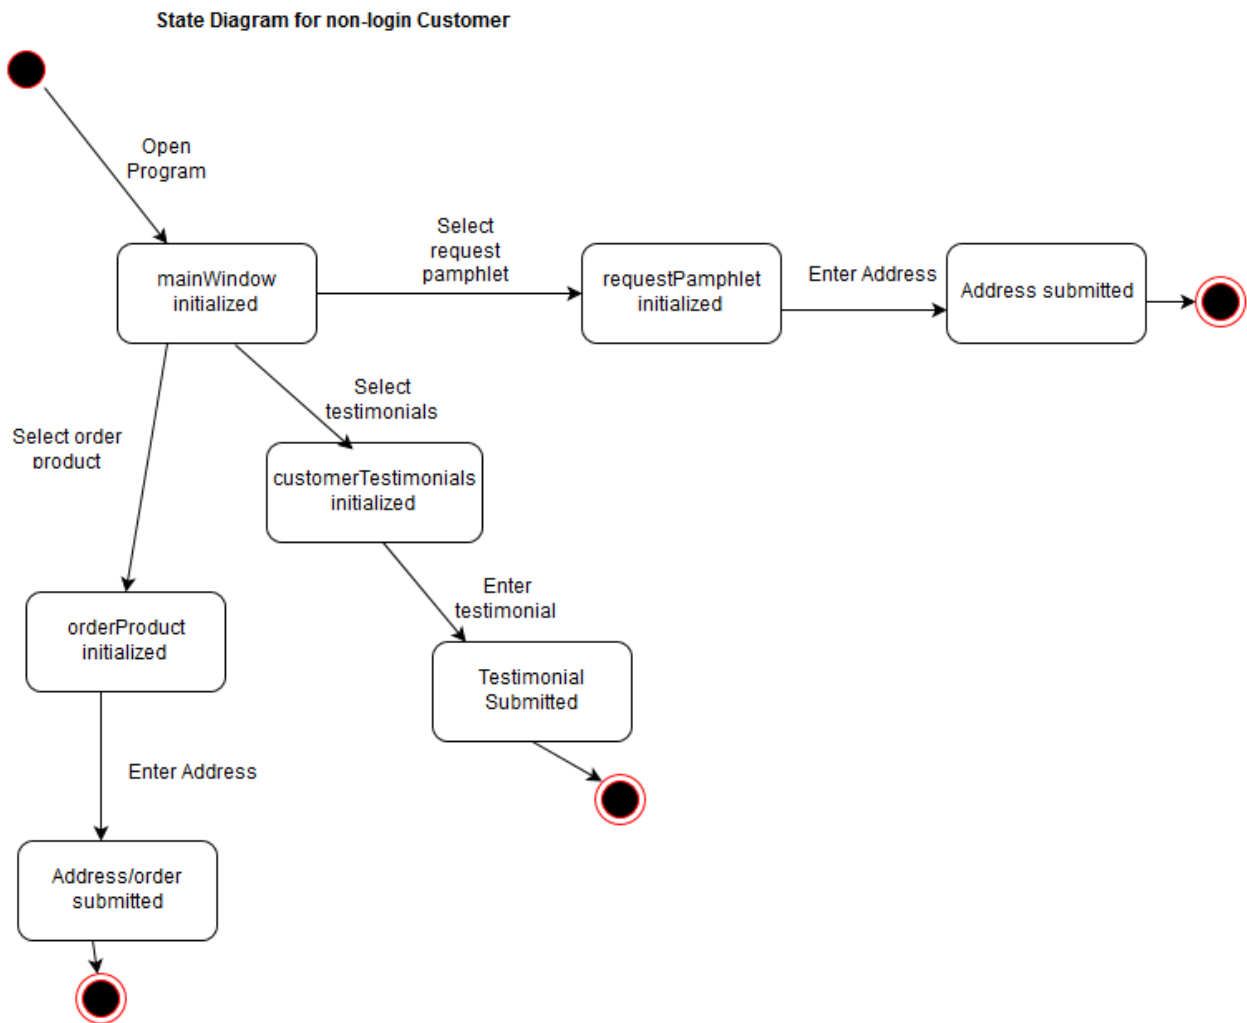 State Diagram for non-login Customer
Open
Program
Select
request
pamphlet
mainWindow
initialized
requestPamphlet
initialized
Enter Address
Address submitted
Select
testimonials
Select order
product
customerTestimonials
initialized
Enter
testimonial
orderProduct
initialized
Testimonial
Submitted
Enter Address
Address/order
submitted